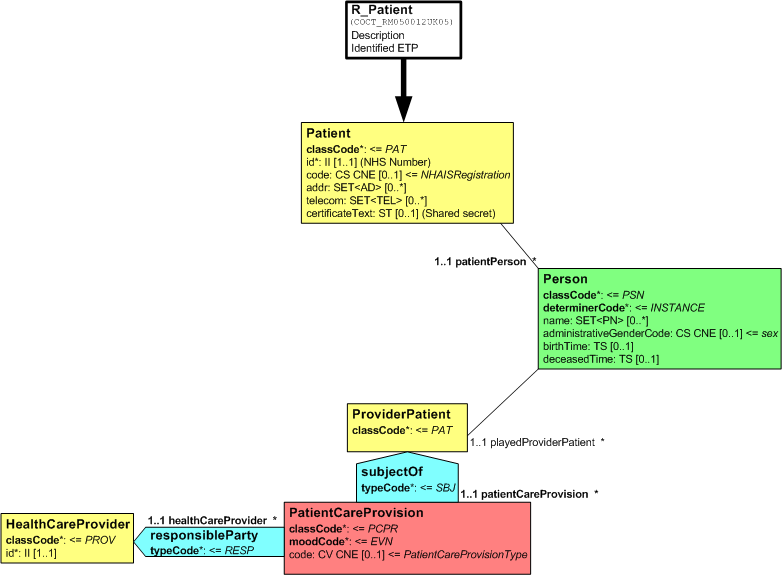 R_Patient
(COCT_RM050012UK05)
Description
Identified ETP
Patient
classCode*: <= PAT
id*: II [1..1] (NHS Number)
code: CS CNE [0..1] <= NHAISRegistration
addr: SET<AD> [0..*]
telecom: SET<TEL> [0..*]
certificateText: ST [0..1] (Shared secret)
1..1 patientPerson *
Person
classCode*: <= PSN
determinerCode*: <= INSTANCE
name: SET<PN> [0..*]
administrativeGenderCode: CS CNE [0..1] <= sex
birthTime: TS [0..1]
deceasedTime: TS [0..1]
ProviderPatient
classCode*: <= PAT
1..1 playedProviderPatient *
subjectOf
typeCode*: <= SBJ
1..1 patientCareProvision *
PatientCareProvision
classCode*: <= PCPR
moodCode*: <= EVN
code: CV CNE [0..1] <= PatientCareProvisionType
1..1 healthCareProvider *
responsibleParty
typeCode*: <= RESP
HealthCareProvider
classCode*: <= PROV
id*: II [1..1]